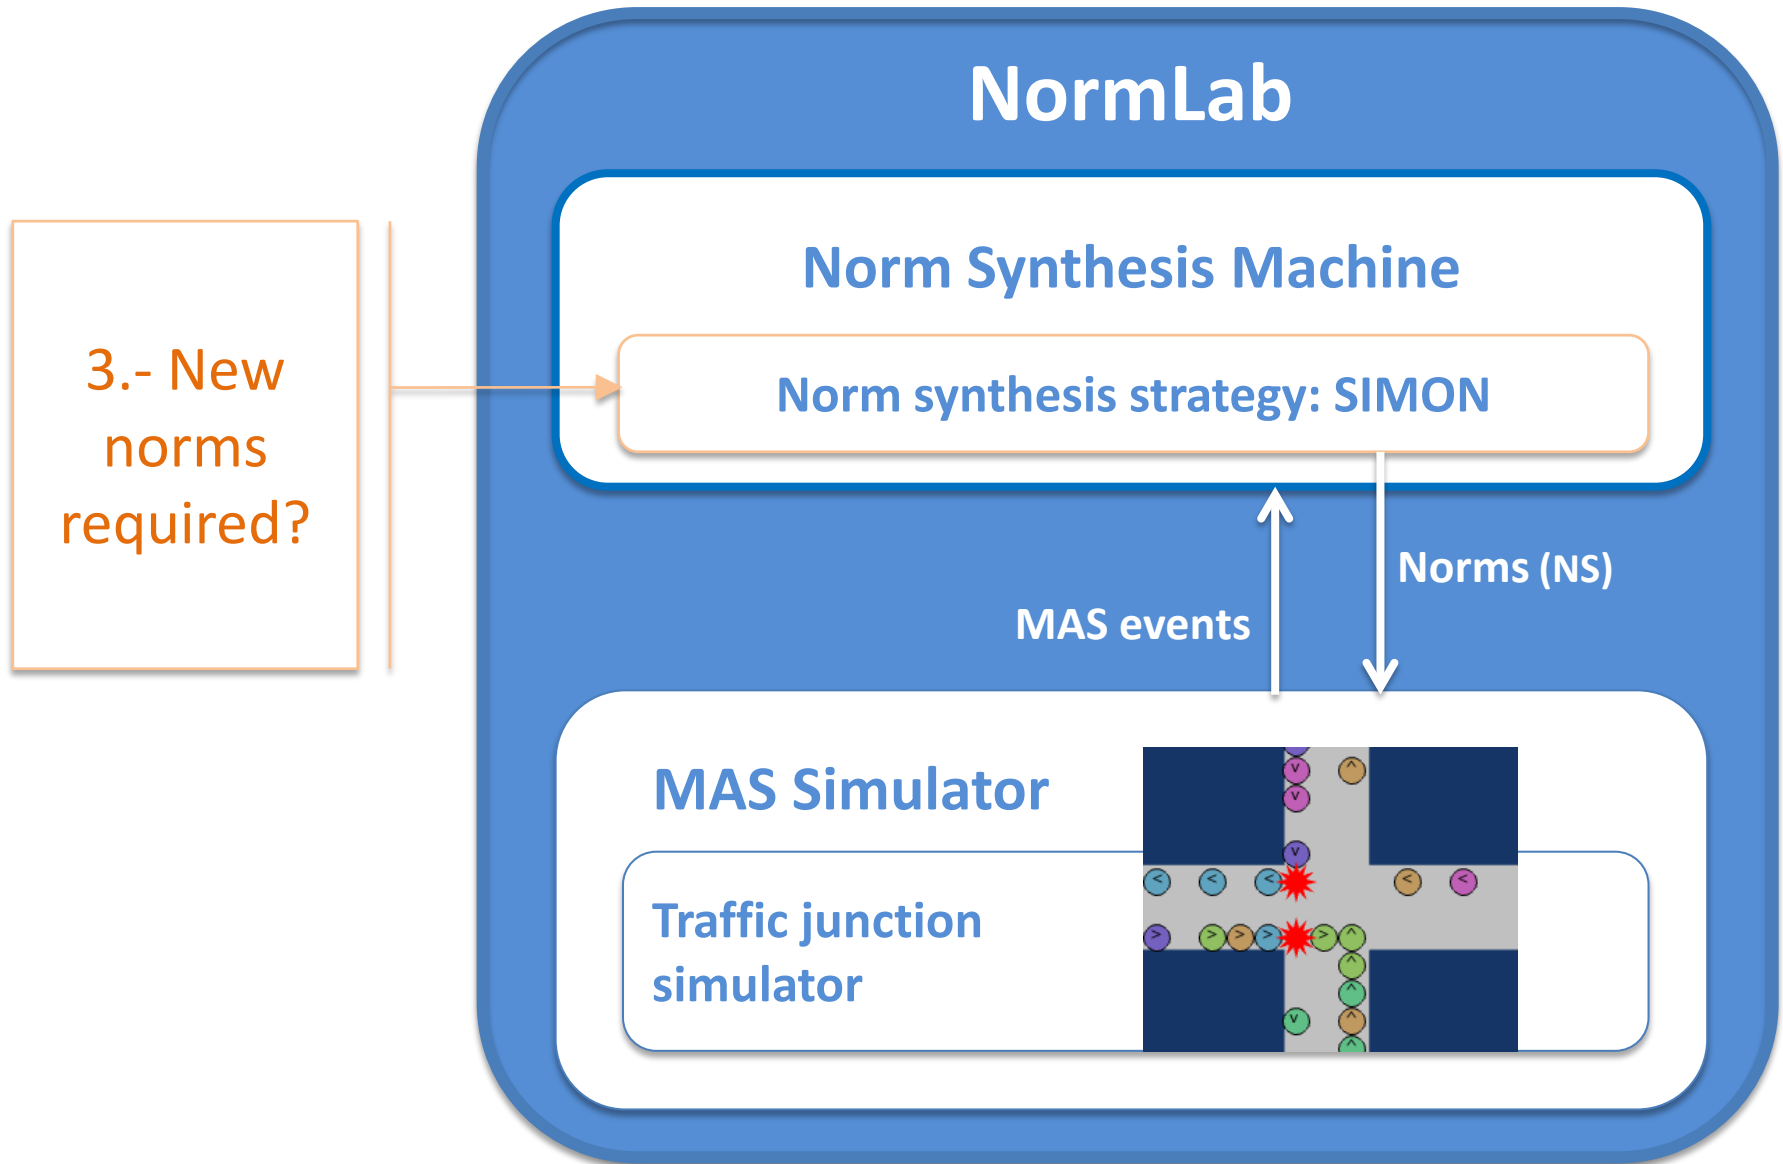 NormLab
Norm Synthesis Machine
3.- New
norms
required?
Norm synthesis strategy: SIMON
Norms (NS)
MAS events
MAS Simulator
Traffic junction
simulator